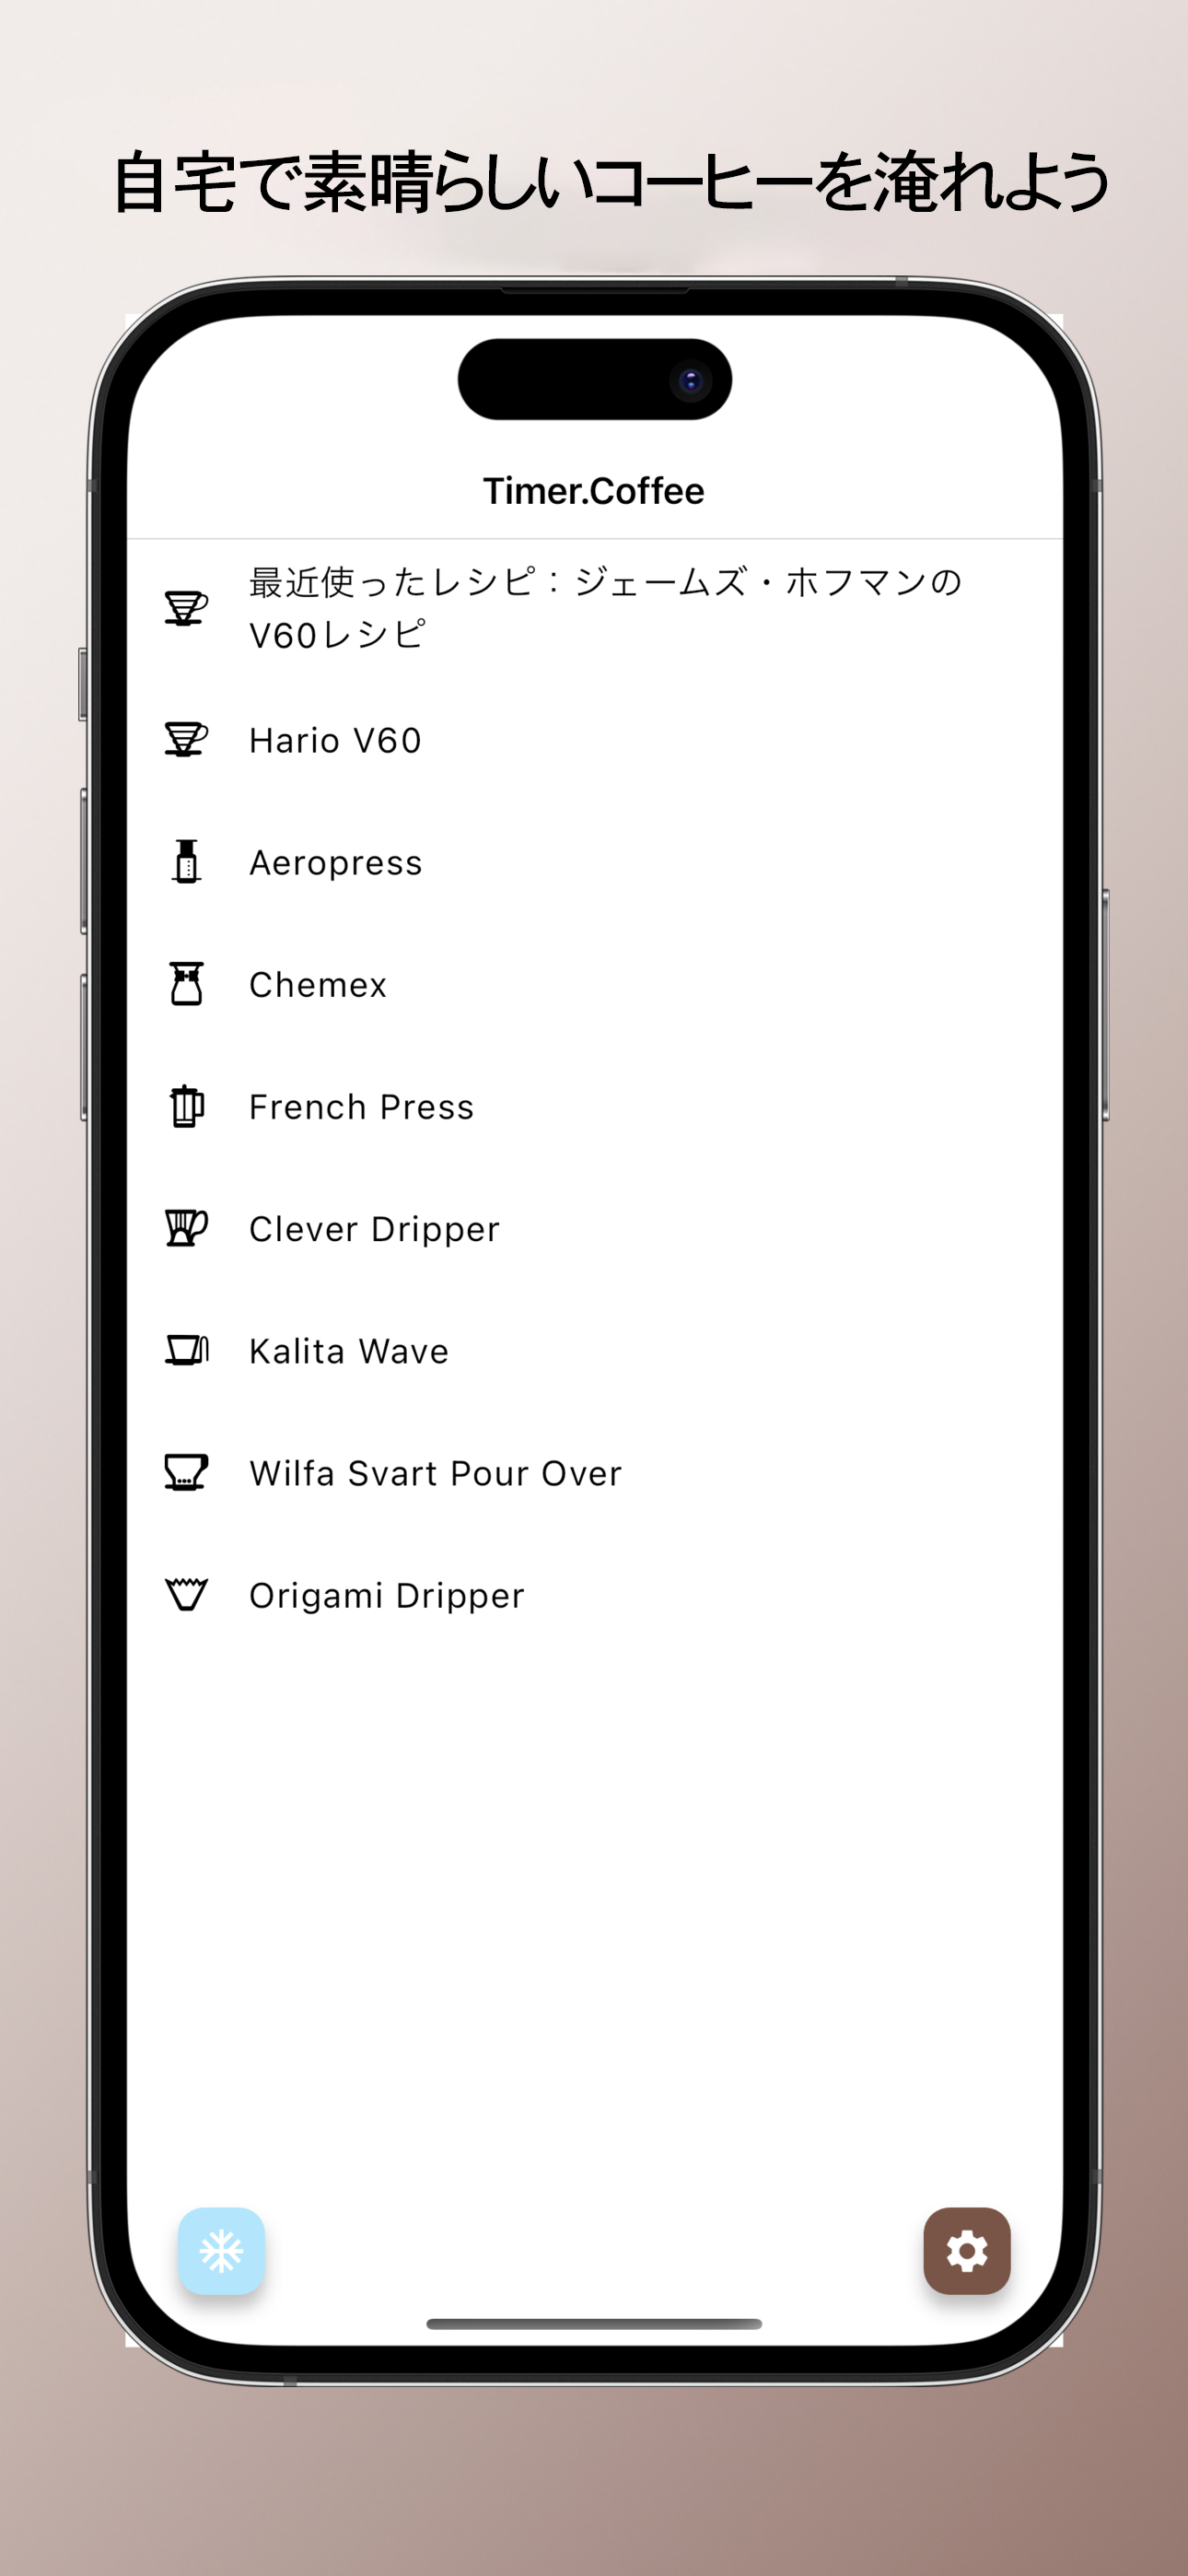 自宅で素晴らしいコーヒーを淹れよう
Timer.Coffee
最近使ったレシピ：ジェームズ・ホフマンの
V60レシピ
Hario V60
Aeropress
Chemex
French Press
Clever Dripper
Kalita Wave
Wilfa Svart Pour Over
Origami Dripper